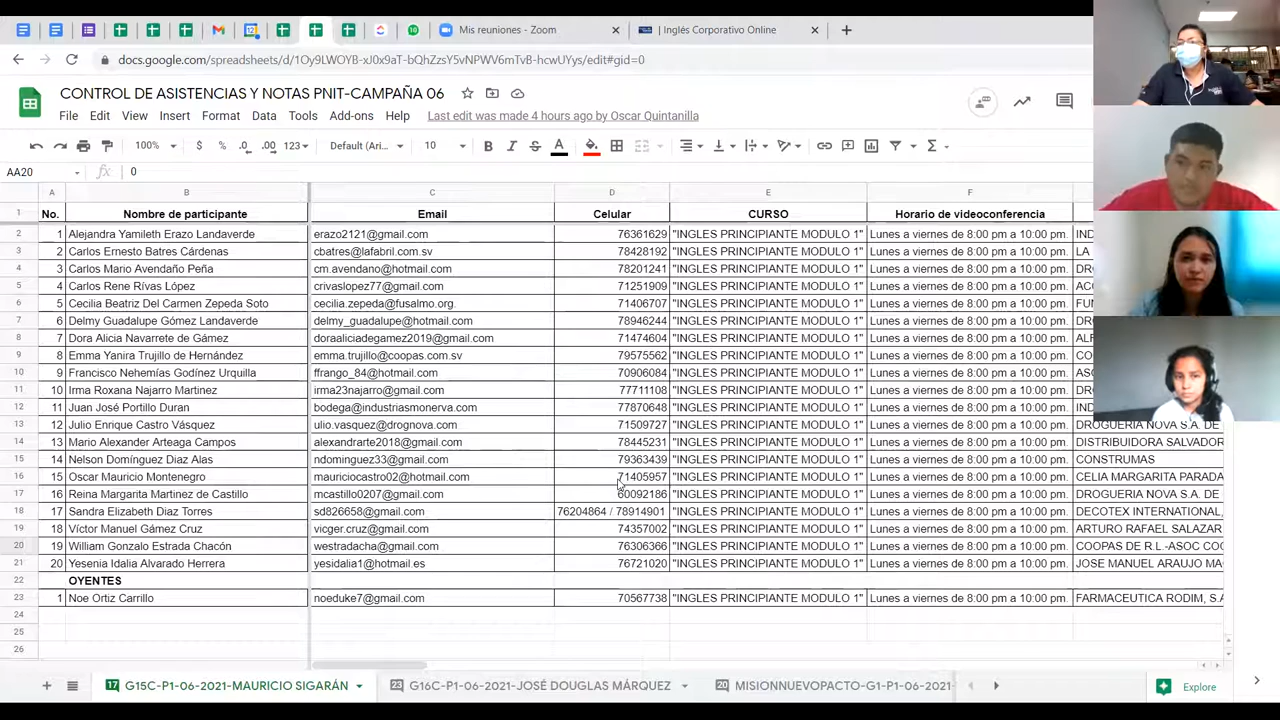 Mis reuniones - Zoom
| Inglés Corporativo Online
docs.google.com/spreadsheets/d/1Oy9LWOYB-xJ0x9aT-bQhZzsY5vNPWV6RTvB-hdwUYys/edit#gid=0
CONTROL DE ASISTENCIAS Y NOTAS PNIT-CAMPAÑA 06
File Edit View Insert Format Data Tools Add-ons Help Last edit was made 4 hours ago by Oscar Quintanilla
100% $ % .0 .00 123 Default (Ari... 10 B I S A
AA20 fx 0
A B C D E F
1 No. Nombre de participante Email Celular CURSO Horario de videoconferencia
2 1 Alejandra Yamileth Erazo Landaverde erazo2121@gmail.com 76361629 "INGLES PRINCIPIANTE MODULO 1" Lunes a viernes de 8:00 pm a 10:00 pm. IND
3 2 Carlos Ernesto Batres Cárdenas cbatres@lafabril.com.sv 78428192 "INGLES PRINCIPIANTE MODULO 1" Lunes a viernes de 8:00 pm a 10:00 pm. LA
4 3 Carlos Mario Avendaño Peña cm.avendano@hotmail.com 78201241 "INGLES PRINCIPIANTE MODULO 1" Lunes a viernes de 8:00 pm a 10:00 pm. DR
5 4 Carlos Rene Rívas López crivaslopez77@gmail.com 71251909 "INGLES PRINCIPIANTE MODULO 1" Lunes a viernes de 8:00 pm a 10:00 pm. AC
6 5 Cecilia Beatriz Del Carmen Zepeda Soto cecilia.zepeda@fusalmo.org. 71406707 "INGLES PRINCIPIANTE MODULO 1" Lunes a viernes de 8:00 pm a 10:00 pm. FU
7 6 Delmy Guadalupe Gómez Landaverde delmy_guadalupe@hotmail.com 78946244 "INGLES PRINCIPIANTE MODULO 1" Lunes a viernes de 8:00 pm a 10:00 pm. DR
8 7 Dora Alicia Navarrete de Gámez doraaliciadegamez2019@gmail.com 71474604 "INGLES PRINCIPIANTE MODULO 1" Lunes a viernes de 8:00 pm a 10:00 pm. ALF
9 8 Emma Yanira Trujillo de Hernández emma.trujillo@coopas.com.sv 79575562 "INGLES PRINCIPIANTE MODULO 1" Lunes a viernes de 8:00 pm a 10:00 pm. CO
10 9 Francisco Nehemías Godínez Urquilla ffrango_84@hotmail.com 70906084 "INGLES PRINCIPIANTE MODULO 1" Lunes a viernes de 8:00 pm a 10:00 pm. AS
11 10 Irma Roxana Najarro Martinez irma23najarro@gmail.com 77711108 "INGLES PRINCIPIANTE MODULO 1" Lunes a viernes de 8:00 pm a 10:00 pm. DR
12 11 Juan José Portillo Duran bodega@industriasmonerva.com 77870648 "INGLES PRINCIPIANTE MODULO 1" Lunes a viernes de 8:00 pm a 10:00 pm. IND
13 12 Julio Enrique Castro Vásquez ulio.vasquez@drognova.com 71509727 "INGLES PRINCIPIANTE MODULO 1" Lunes a viernes de 8:00 pm a 10:00 pm. DROGUERIA NOVA S.A. DE
14 13 Mario Alexander Arteaga Campos alexandrarte2018@gmail.com 78445231 "INGLES PRINCIPIANTE MODULO 1" Lunes a viernes de 8:00 pm a 10:00 pm. DISTRIBUIDORA SALVADOR
15 14 Nelson Domínguez Diaz Alas ndominguez33@gmail.com 79363439 "INGLES PRINCIPIANTE MODULO 1" Lunes a viernes de 8:00 pm a 10:00 pm. CONSTRUMAS
16 15 Oscar Mauricio Montenegro mauriciocastro02@hotmail.com 71405957 "INGLES PRINCIPIANTE MODULO 1" Lunes a viernes de 8:00 pm a 10:00 pm. CELIA MARGARITA PARADA
17 16 Reina Margarita Martinez de Castillo mcastillo0207@gmail.com 60092186 "INGLES PRINCIPIANTE MODULO 1" Lunes a viernes de 8:00 pm a 10:00 pm. DROGUERIA NOVA S.A. DE
18 17 Sandra Elizabeth Diaz Torres sd826658@gmail.com 76204864 / 78914901 "INGLES PRINCIPIANTE MODULO 1" Lunes a viernes de 8:00 pm a 10:00 pm. DECOTEX INTERNATIONAL,
19 18 Víctor Manuel Gámez Cruz vicger.cruz@gmail.com 74357002 "INGLES PRINCIPIANTE MODULO 1" Lunes a viernes de 8:00 pm a 10:00 pm. ARTURO RAFAEL SALAZAR
20 19 William Gonzalo Estrada Chacón westradacha@gmail.com 76306366 "INGLES PRINCIPIANTE MODULO 1" Lunes a viernes de 8:00 pm a 10:00 pm. COOPAS DE R.L.-ASOC COO
21 20 Yesenia Idalia Alvarado Herrera yesidalia1@hotmail.es 76721020 "INGLES PRINCIPIANTE MODULO 1" Lunes a viernes de 8:00 pm a 10:00 pm. JOSE MANUEL ARAUJO MA
22 OYENTES
23 1 Noe Ortiz Carrillo noeduke7@gmail.com 70567738 "INGLES PRINCIPIANTE MODULO 1" Lunes a viernes de 8:00 pm a 10:00 pm. FARMACEUTICA RODIM, S.A
24
25
26
17 G15C-P1-06-2021-MAURICIO SIGARÁN 23 G16C-P1-06-2021-JOSÉ DOUGLAS MÁRQUEZ 20 MISIONNUEVOPACTO-G1-P1-06-2021- Explore